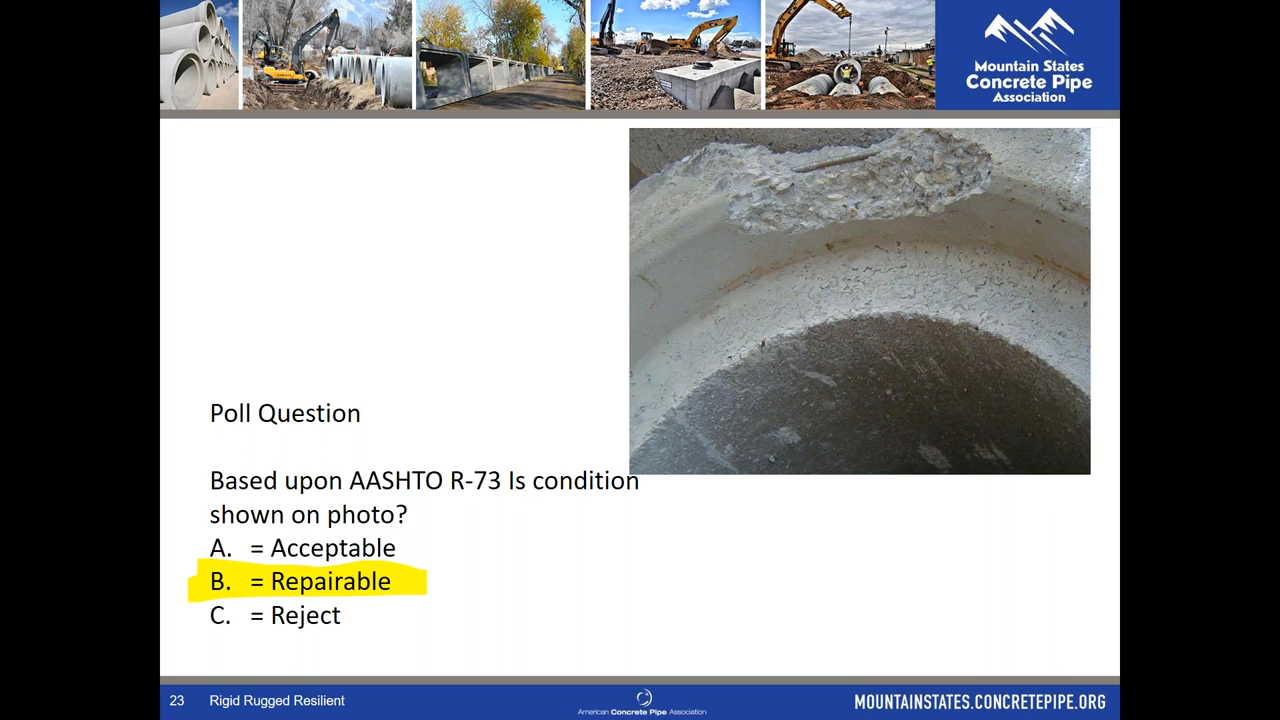 Mountain States
Concrete Pipe
Association
Poll Question
Based upon AASHTO R-73 Is condition
shown on photo?
A. = Acceptable
B. = Repairable
C. = Reject
23 Rigid Rugged Resilient
American Concrete Pipe Association
MOUNTAINSTATES.CONCRETEPIPE.ORG